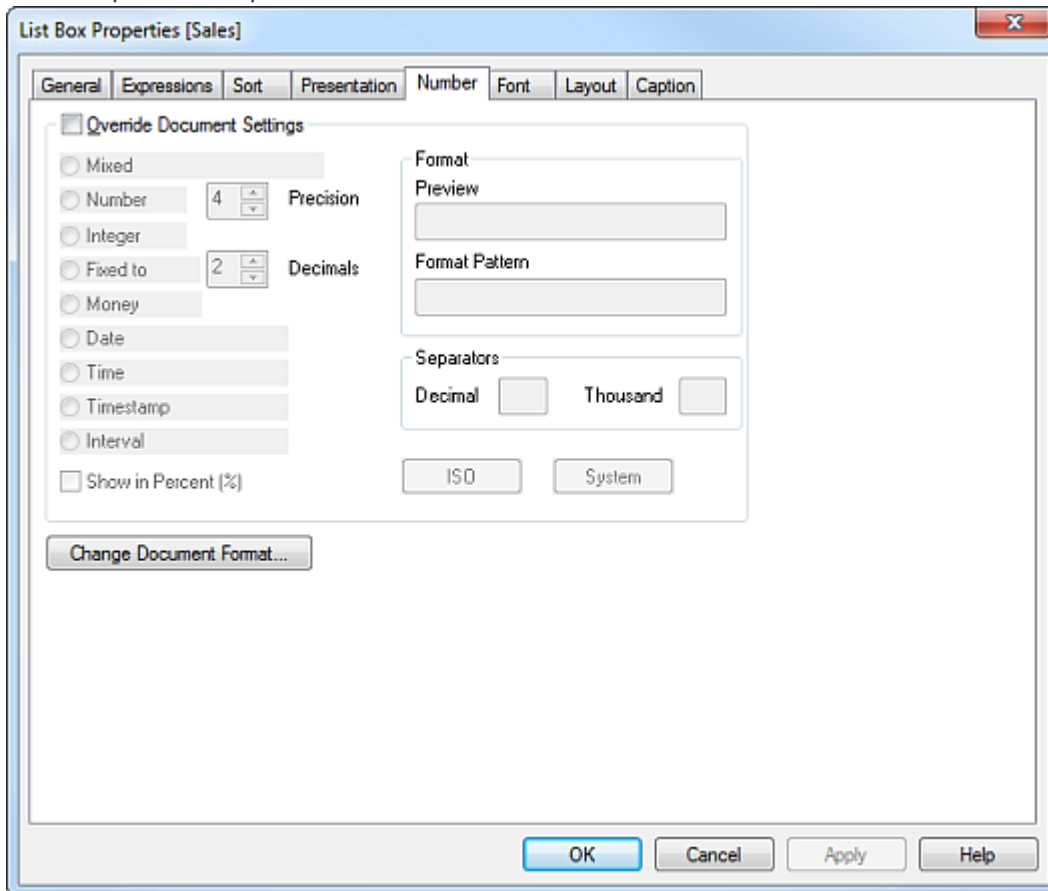 List Box Properties [Sales]
x
General Expressions Sort Presentation Number Font Layout Caption
Override Document Settings
Mixed
Number 4 Precision
Integer
Fixed to 2 Decimals
Money
Date
Time
Timestamp
Interval
Show in Percent (%)
Format
Preview
Format Pattern
Separators
Decimal Thousand
ISO System
Change Document Format...
OK Cancel Apply Help